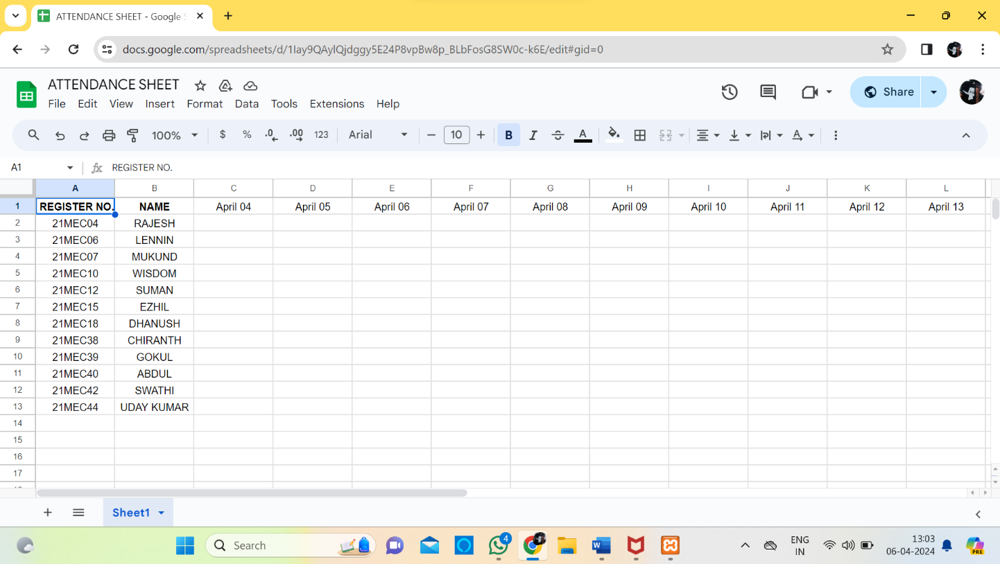 ATTENDANCE SHEET - Google S
docs.google.com/spreadsheets/d/1Iay9QAylQjdggy5E24P8vpBw8p_BLbFosG8SW0c-k6E/edit#gid=0
ATTENDANCE SHEET
File Edit View Insert Format Data Tools Extensions Help
Share
100% $ % .0 .00 123 Arial 10 B I S A A
A1 fx REGISTER NO.
A B C D E F G H I J K L
1 REGISTER NO. NAME April 04 April 05 April 06 April 07 April 08 April 09 April 10 April 11 April 12 April 13
2 21MEC04 RAJESH
3 21MEC06 LENNIN
4 21MEC07 MUKUND
5 21MEC10 WISDOM
6 21MEC12 SUMAN
7 21MEC15 EZHIL
8 21MEC18 DHANUSH
9 21MEC38 CHIRANTH
10 21MEC39 GOKUL
11 21MEC40 ABDUL
12 21MEC42 SWATHI
13 21MEC44 UDAY KUMAR
14
15
16
17
Sheet1
Search 4 W ENG 13:03
IN 06-04-2024 PRE